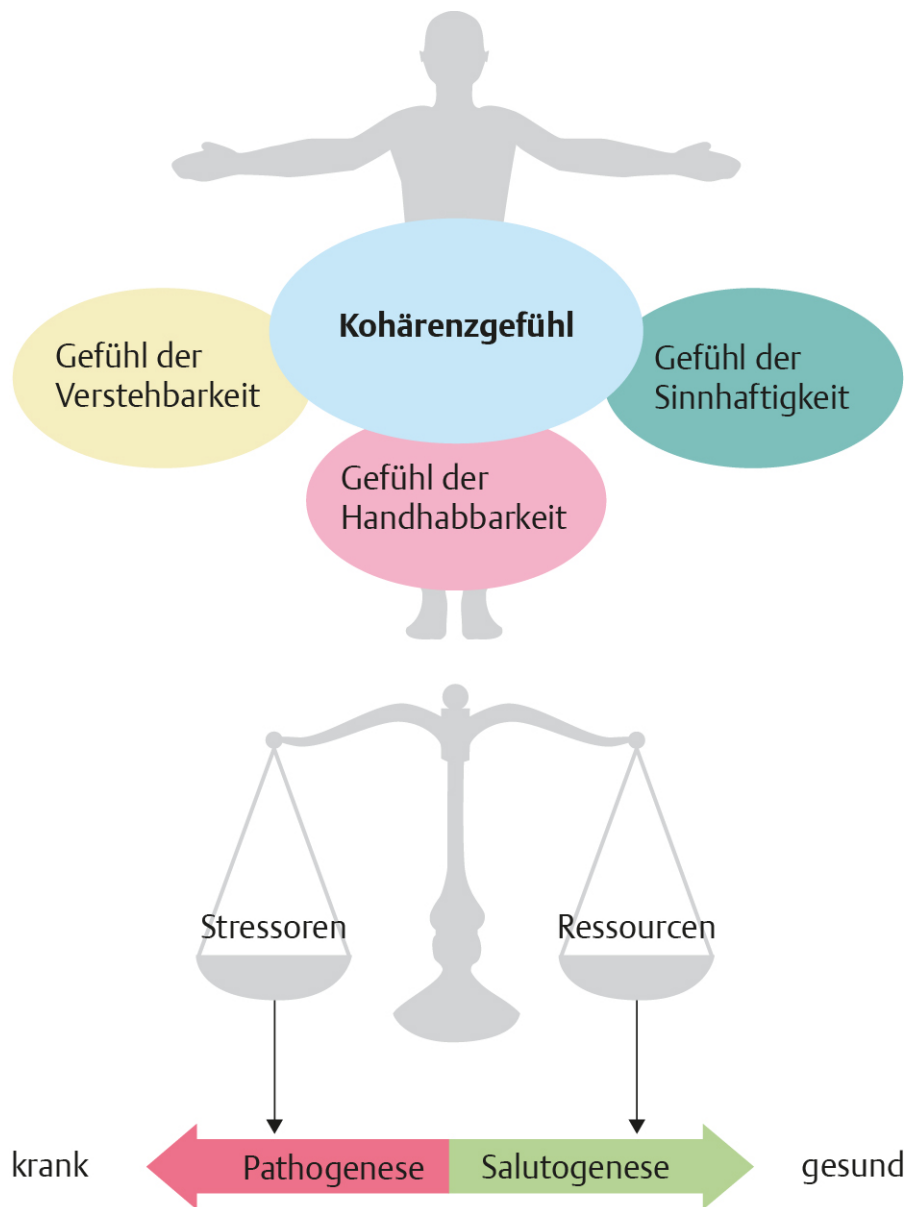 Kohärenzgefühl
Gefühl der
Verstehbarkeit
Gefühl der
Sinnhaftigkeit
Gefühl der
Handhabbarkeit
Stressoren
Ressourcen
krank
Pathogenese
Salutogenese
gesund